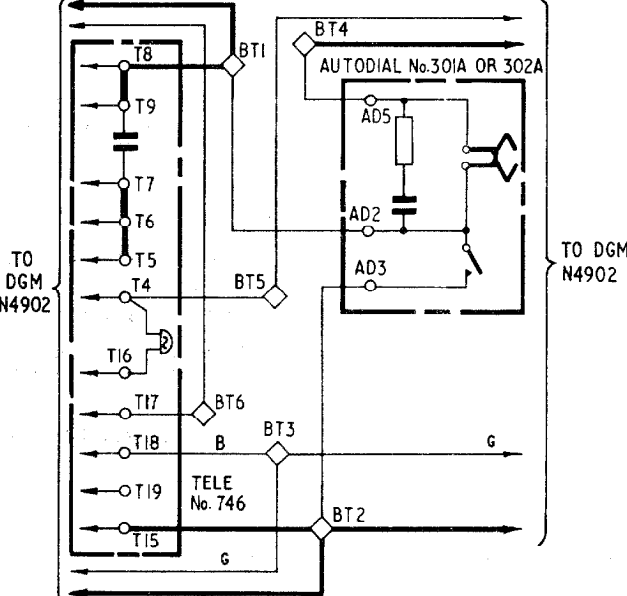 BT4
T8
BT1
AUTODIAL No.301A OR 302A
T9
AD5
T7
T6
AD2
T5
TO
DGM
N4902
T4
BT5
AD3
TO DGM
N4902
T16
T17
BT6
T18
B
BT3
G
T19
TELE
No. 746
T15
BT2
G